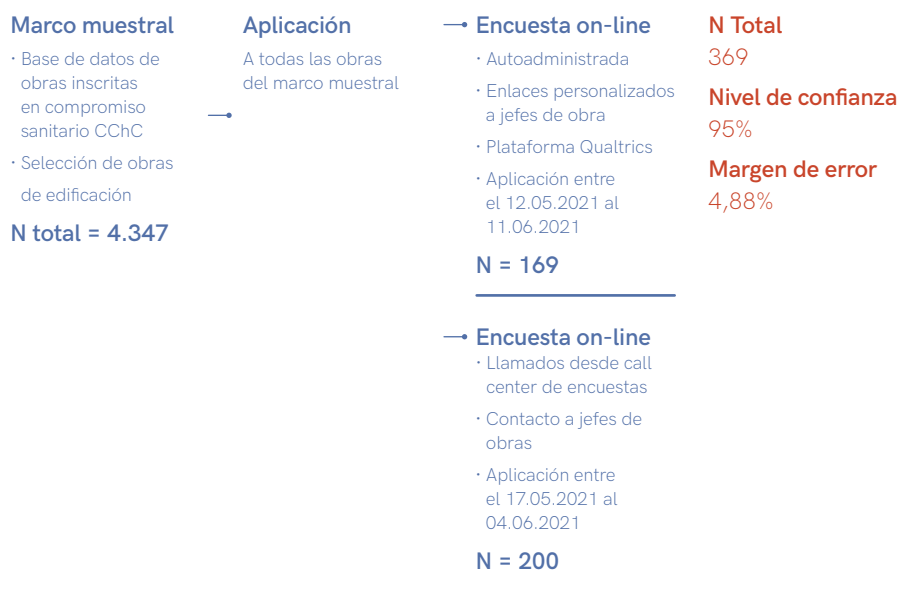 Marco muestral
· Base de datos de
obras inscritas
en compromiso
sanitario CChC
· Selección de obras
de edificación
N total = 4.347
Aplicación
A todas las obras
del marco muestral
Encuesta on-line
· Autoadministrada
· Enlaces personalizados
a jefes de obra
· Plataforma Qualtrics
· Aplicación entre
el 12.05.2021 al
11.06.2021
N = 169
Encuesta on-line
· Llamados desde call
center de encuestas
· Contacto a jefes de
obras
· Aplicación entre
el 17.05.2021 al
04.06.2021
N = 200
N Total
369
Nivel de confianza
95%
Margen de error
4,88%